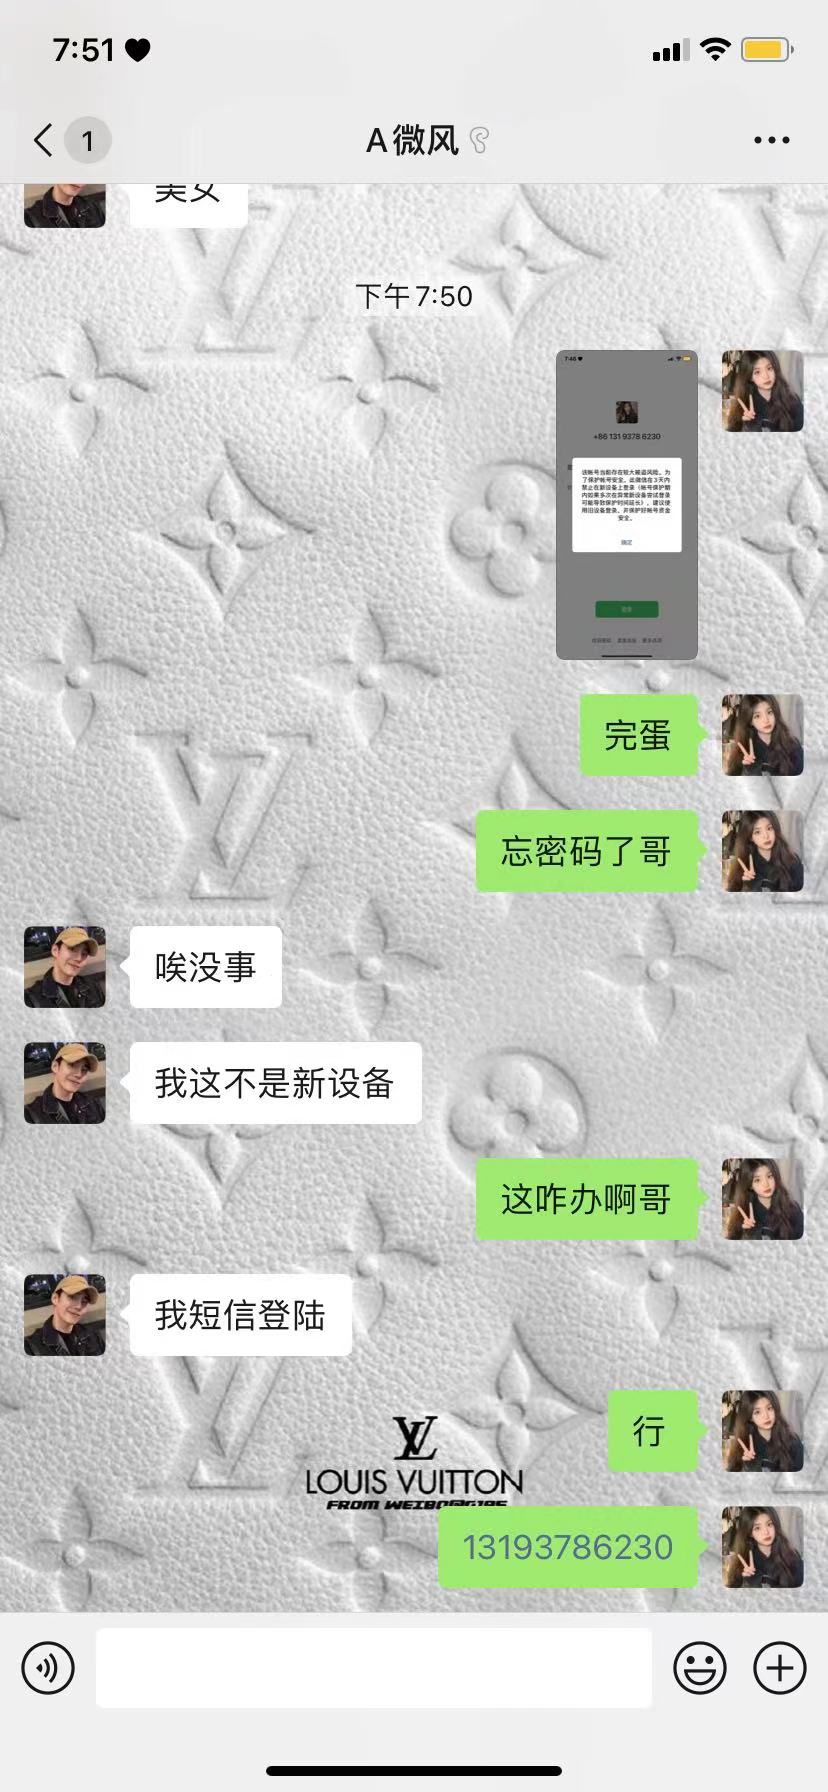 7:51
1
A微风
美女
下午7:50
7:48
+86 131 9378 6230
该账号当前存在较大被盗风险。为
了保护帐号安全,此微信在3天内
禁止在新设备上登录(帐号保护期
内如果多次在异常新设备尝试登录
可能导致保护时间延长)。建议使
用旧设备登录、并保护好帐号资金
安全。
确定
登录
完蛋
忘密码了哥
唉没事
我这不是新设备
这咋办啊哥
我短信登陆
行
LOUIS VUITTON
13193786230